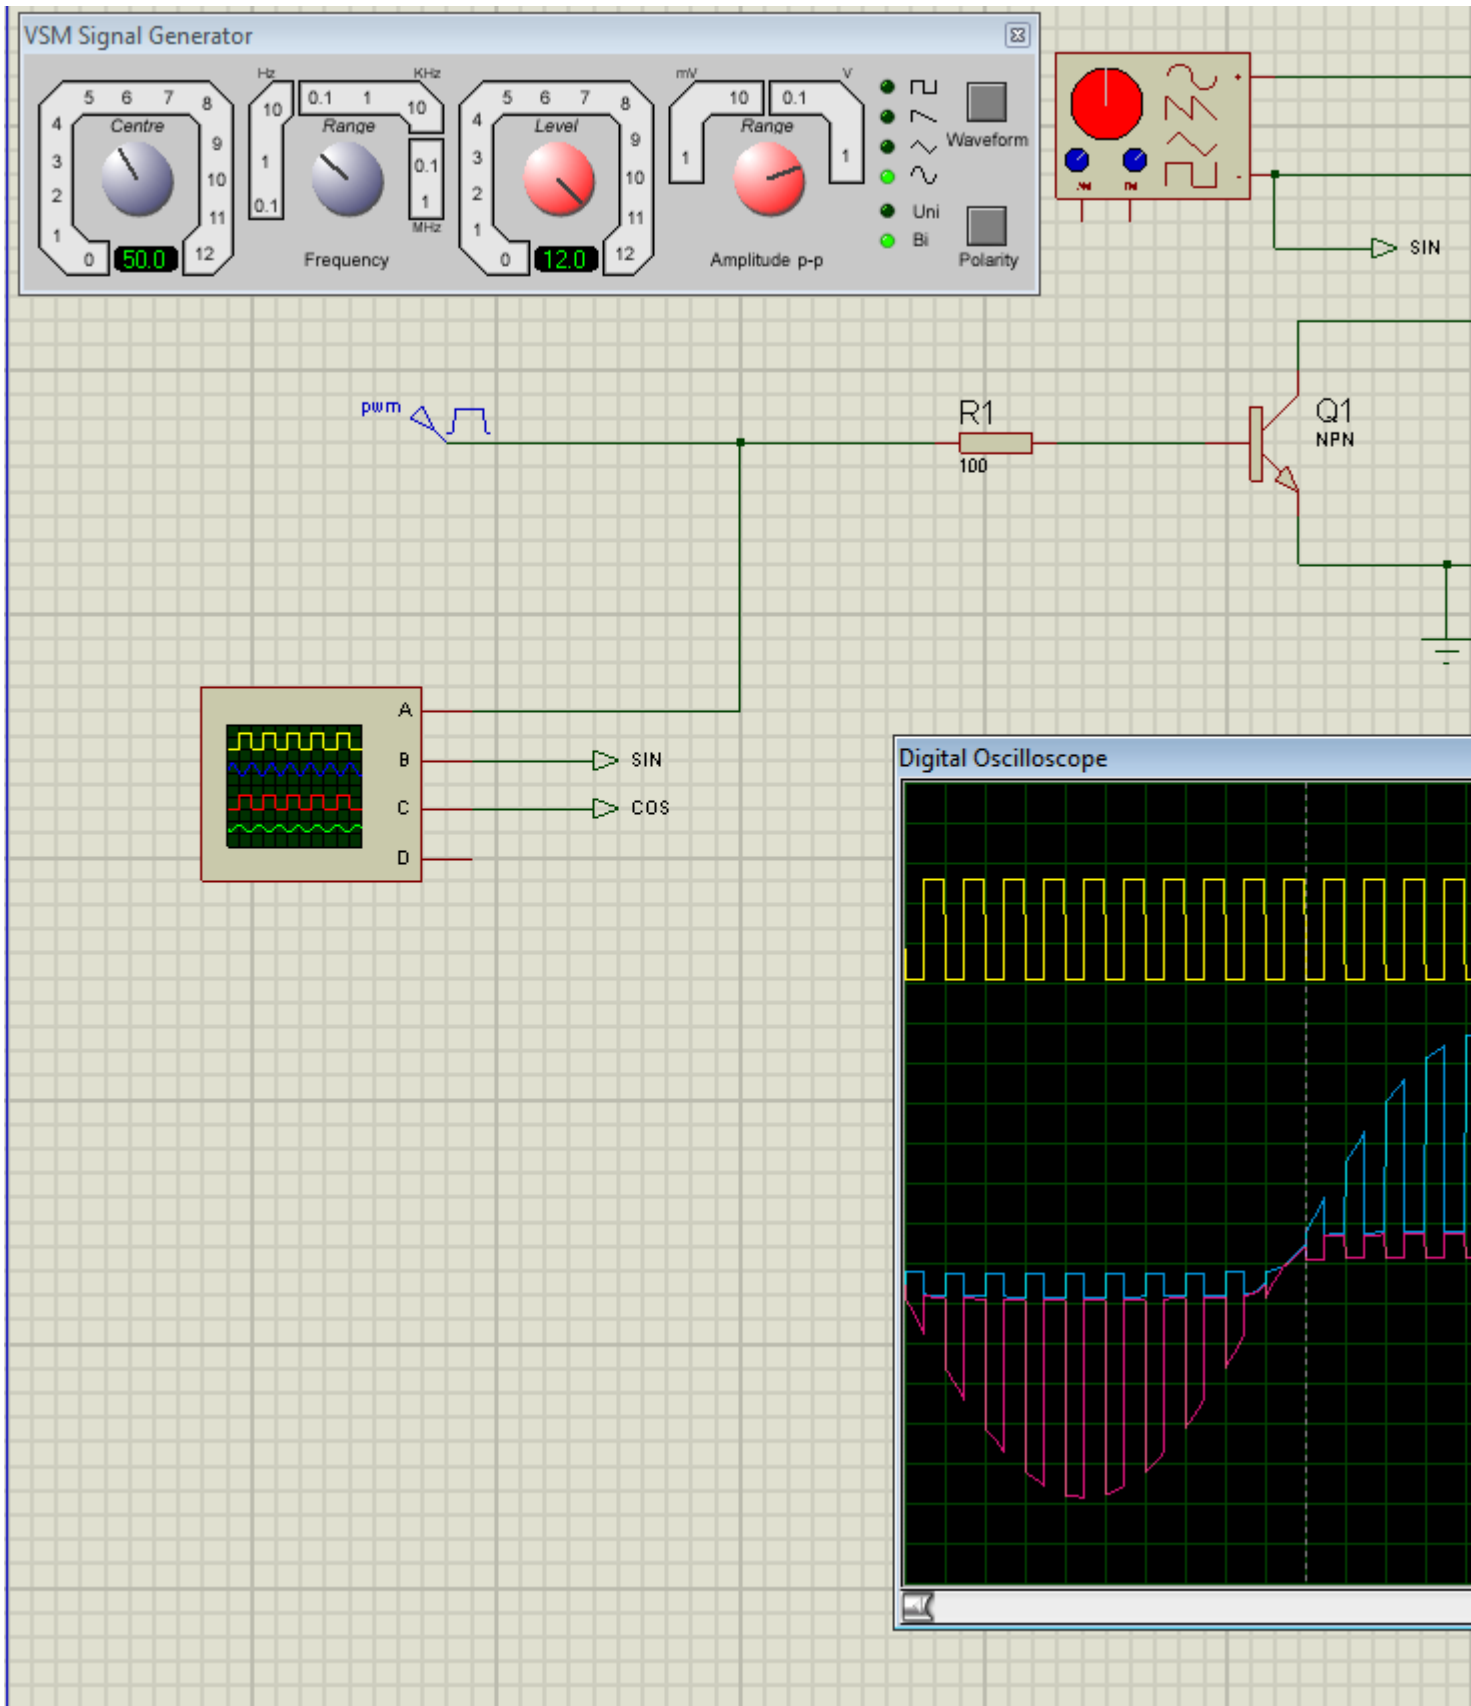 VSM Signal Generator
Hz
KHz
mV
V
5 6 7 8
4
Centre
3
9
2
10
1
11
0
50.0
12
10
0.1 1 10
Range
1
0.1
0.1
1
MHz
Frequency
5 6 7 8
4
Level
3
9
2
10
1
11
0
12.0
12
10
0.1
Range
1
1
Amplitude p-p
Waveform
Uni
Bi
Polarity
+
-
SIN
pwm
R1
100
Q1
NPN
A
B
SIN
C
COS
D
Digital Oscilloscope